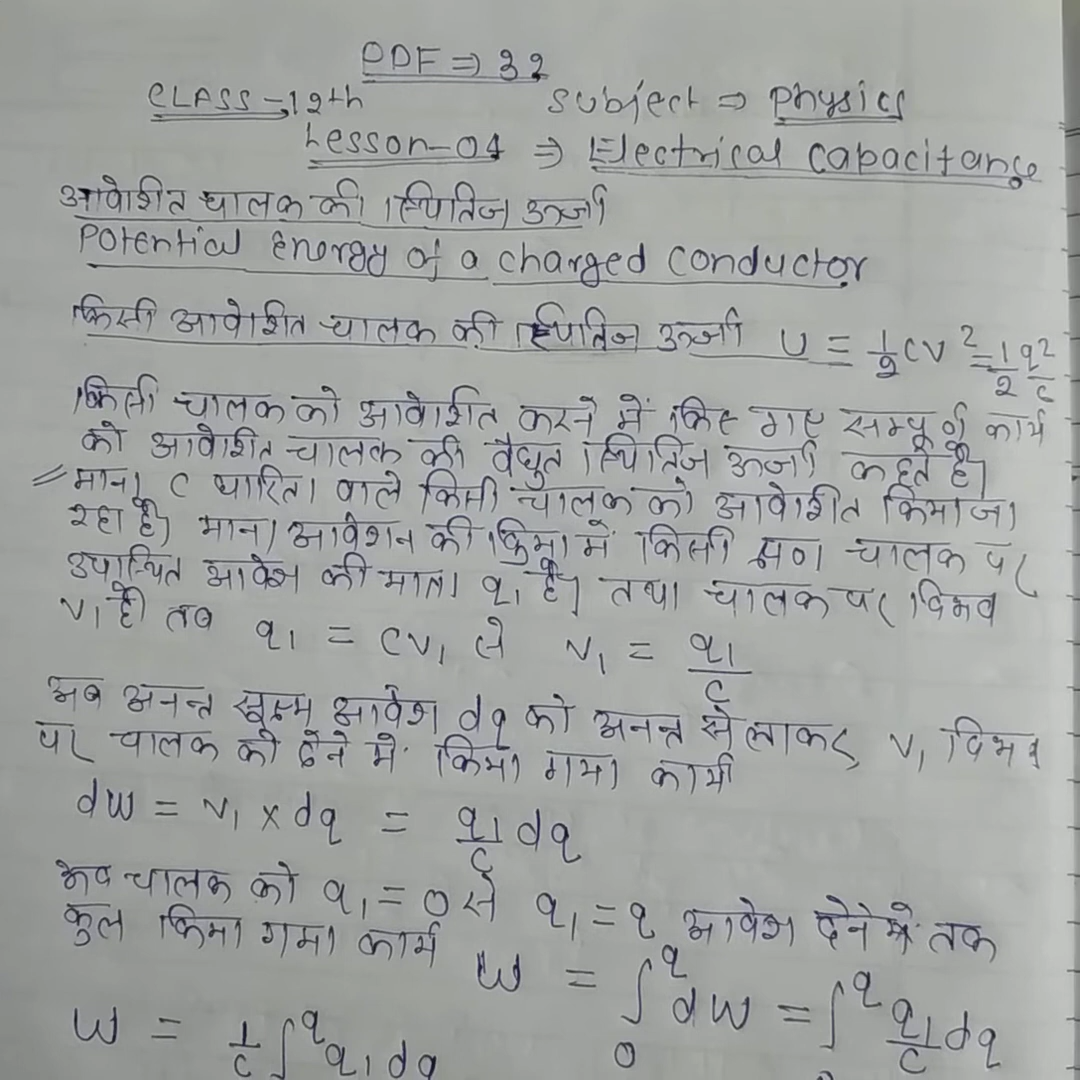 PDF ⇒ 32
CLASS - 12th Subject ⇒ Physics
Lesson-04 ⇒ Electrical capacitance
आवेशित चालक की स्थितिज ऊर्जा
Potential Energy of a charged conductor
किसी आवेशित चालक की स्थितिज ऊर्जा U = 1/2 CV² = 1/2 q²/C
किसी चालक को आवेशित करने में किए गए सम्पूर्ण कार्य
को आवेशित चालक की वैधुत स्थितिज ऊर्जा कहते है।
माना C धारिता वाले किसी चालक को आवेशित किया जा
रहा है। माना आवेशन की क्रिया में किसी क्षण चालक पर
उपास्थित आवेश की मात्रा q₁ है। तथा चालक पर विभव
V₁ है। तब q₁ = CV₁ से V₁ = q₁/C
अब अनन्त सूक्ष्म आवेश dq को अनन्त से लाकर, V₁ विभव
पर चालक को देने में किया गया कार्य
dW = V₁ × dq = q₁/C dq
अब चालक को q₁ = 0 से q₁ = q आवेश देने में तक
कुल किया गया कार्य W = ∫₀^q dW = ∫^q q₁/C dq
W = 1/C ∫^q q₁ dq